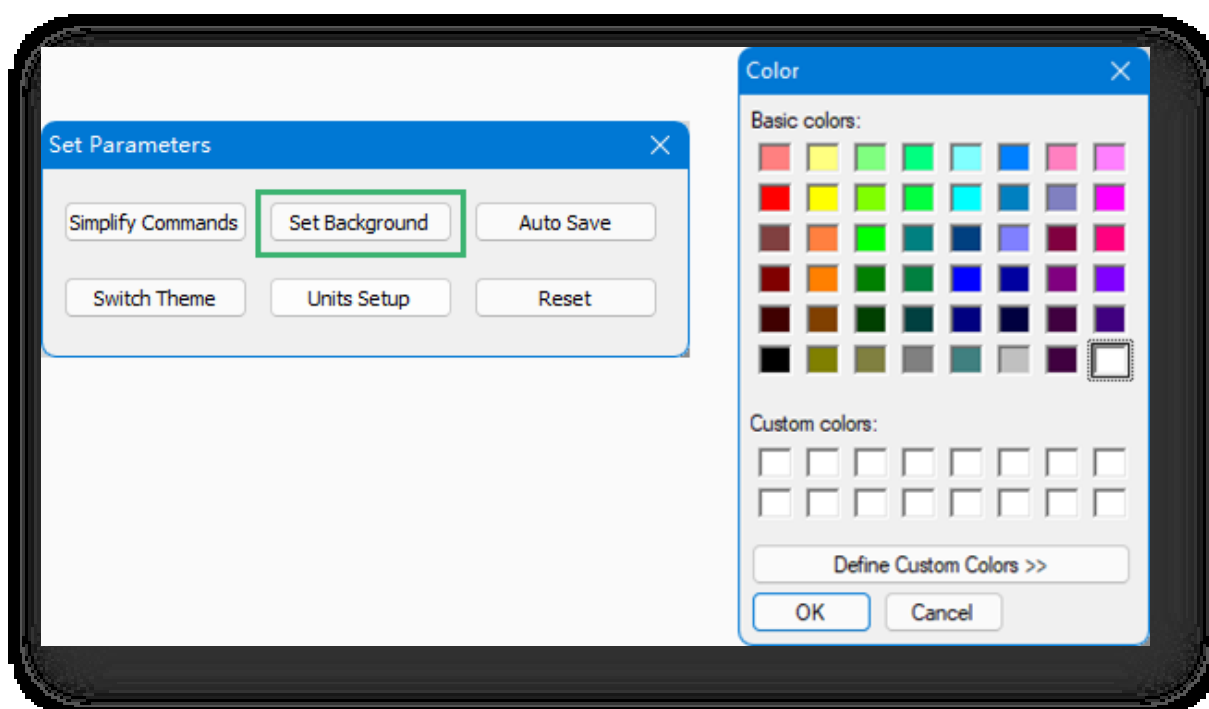 Set Parameters
Simplify Commands
Set Background
Auto Save
Switch Theme
Units Setup
Reset
Color
Basic colors:
Custom colors:
Define Custom Colors >>
OK
Cancel